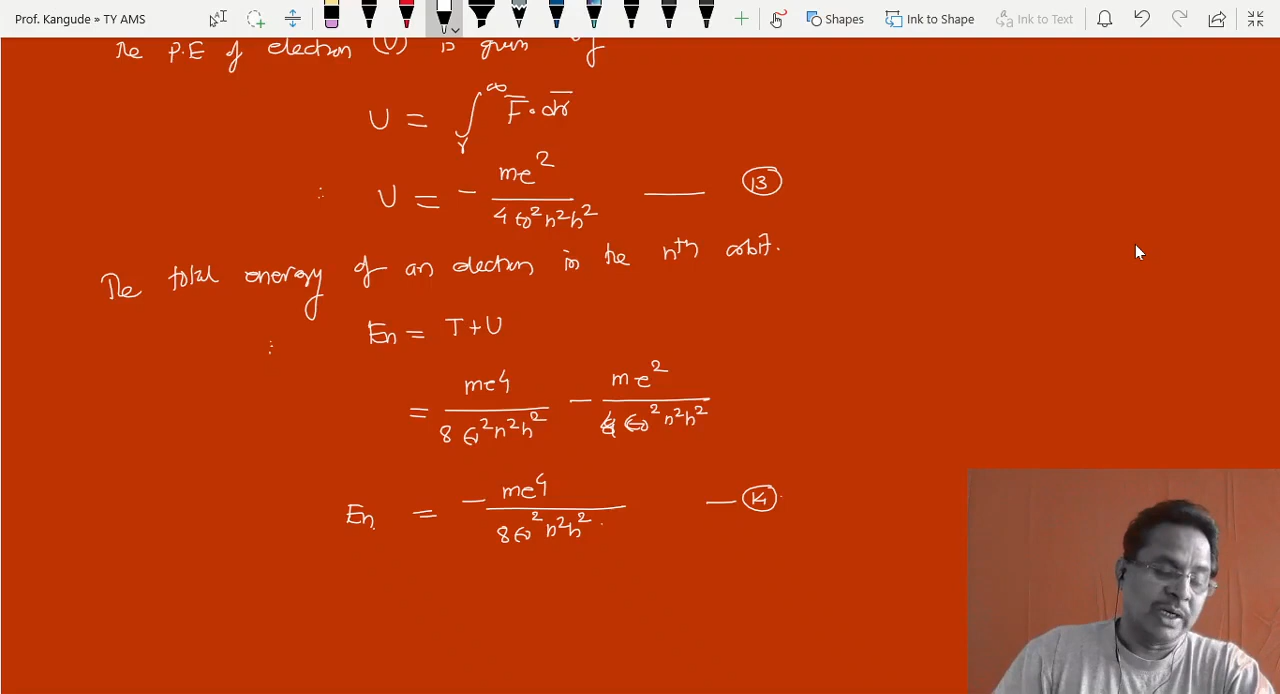 Prof. Kangude » TY AMS Shapes Ink to Shape Ink to Text
The P.E of electron (U) is given by
U = ∫_r^∞ F̅ · dr̅
∴ U = - me² / 4ε₀²n²h² —— ⑬
The total energy of an electron in the nth orbit.
∴ En = T + U
= me⁴ / 8ε₀²n²h² - me² / 4ε₀²n²h²
En = - me⁴ / 8ε₀²n²h² — ⑭